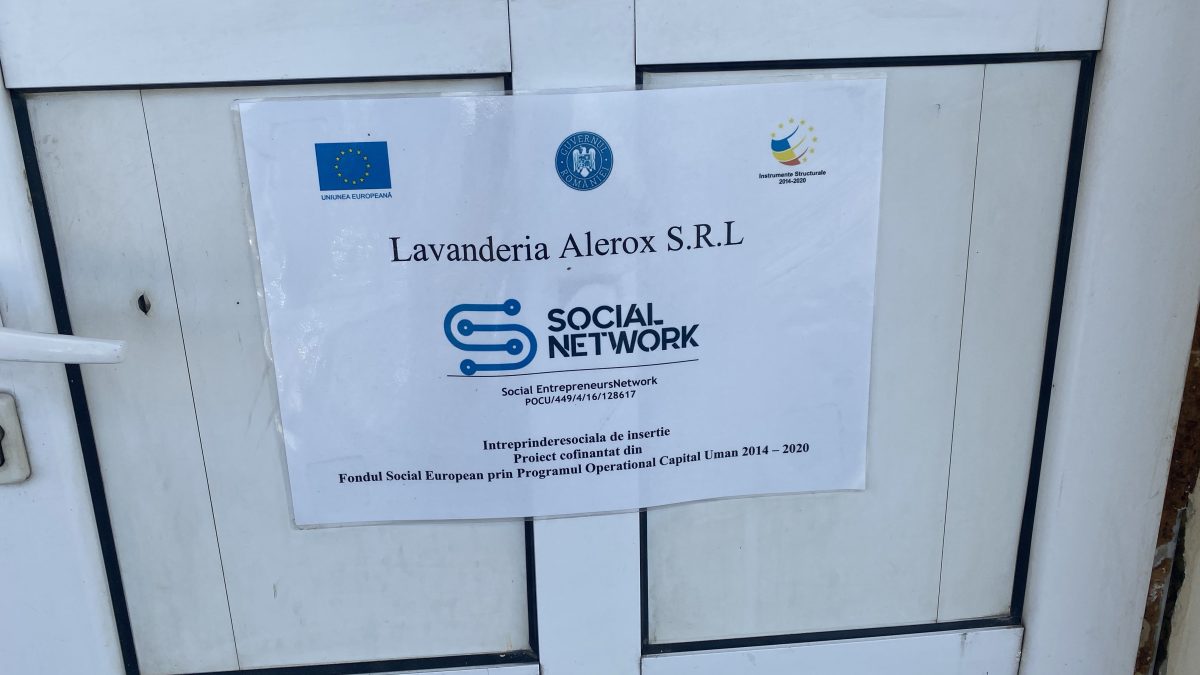 UNIUNEA EUROPEANĂ
GUVERNUL ROMÂNIEI
Instrumente Structurale
2014-2020
Lavanderia Alerox S.R.L
SOCIAL
NETWORK
Social EntrepreneursNetwork
POCU/449/4/16/128617
Intreprinderesociala de insertie
Proiect cofinantat din
Fondul Social European prin Programul Operational Capital Uman 2014 – 2020